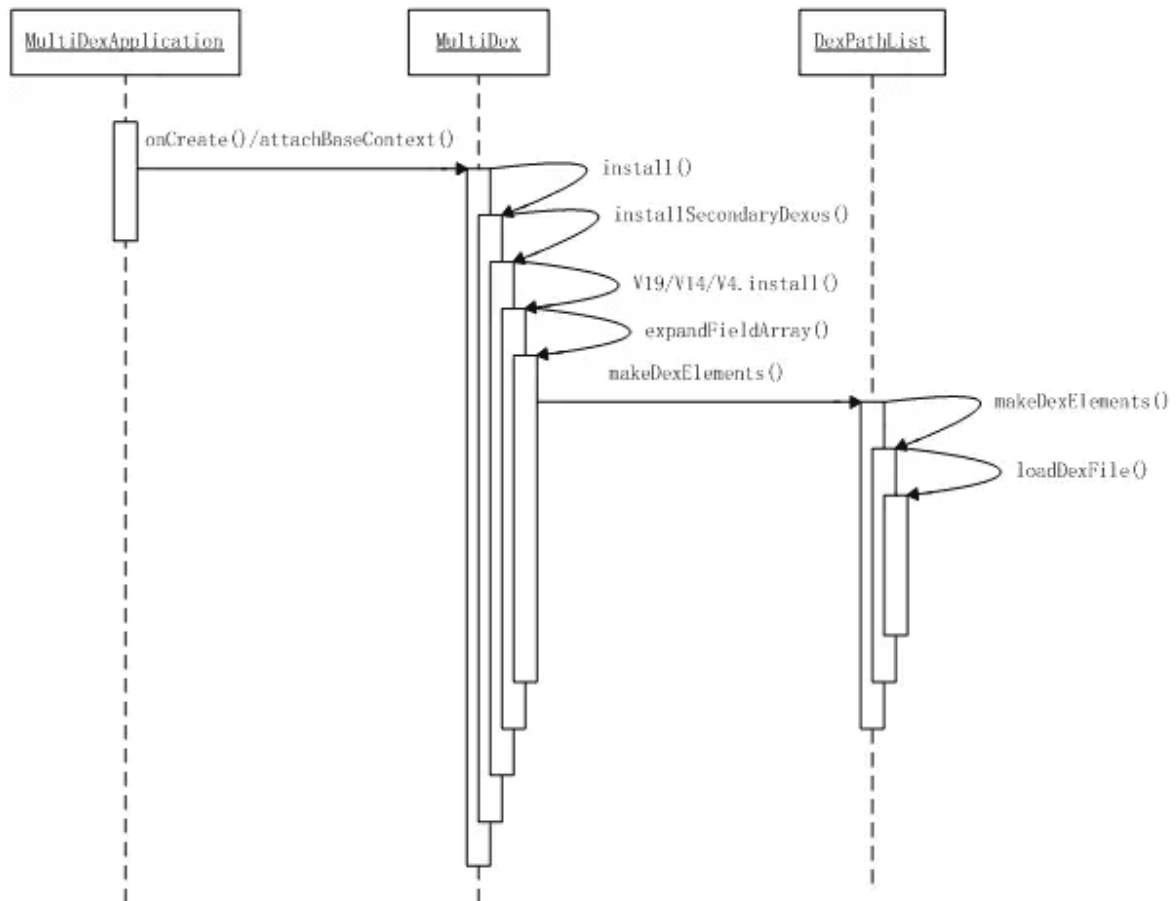 MultiDexApplication
MultiDex
DexPathList
onCreate()/attachBaseContext()
install()
installSecondaryDexes()
V19/V14/V4.install()
expandFieldArray()
makeDexElements()
makeDexElements()
loadDexFile()